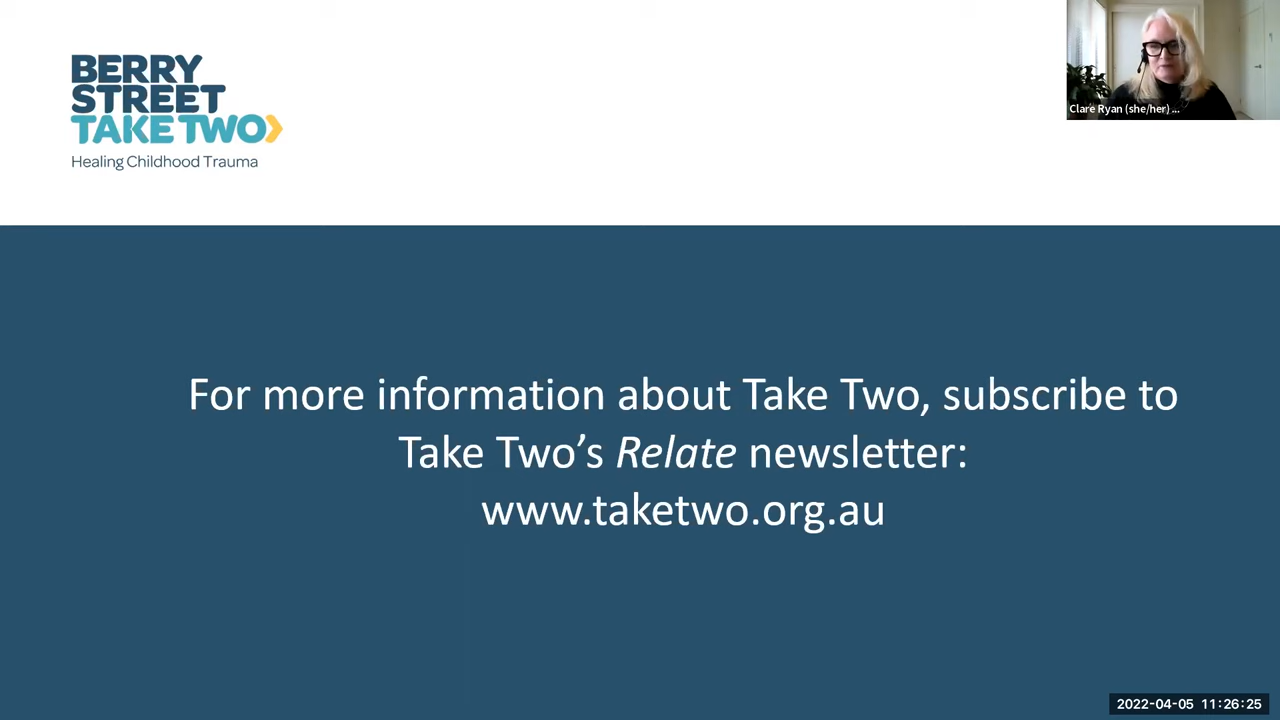 BERRY
STREET
TAKE TWO
Healing Childhood Trauma
Clare Ryan (she/her) ...
For more information about Take Two, subscribe to
Take Two’s Relate newsletter:
www.taketwo.org.au
2022-04-05 11:26:25